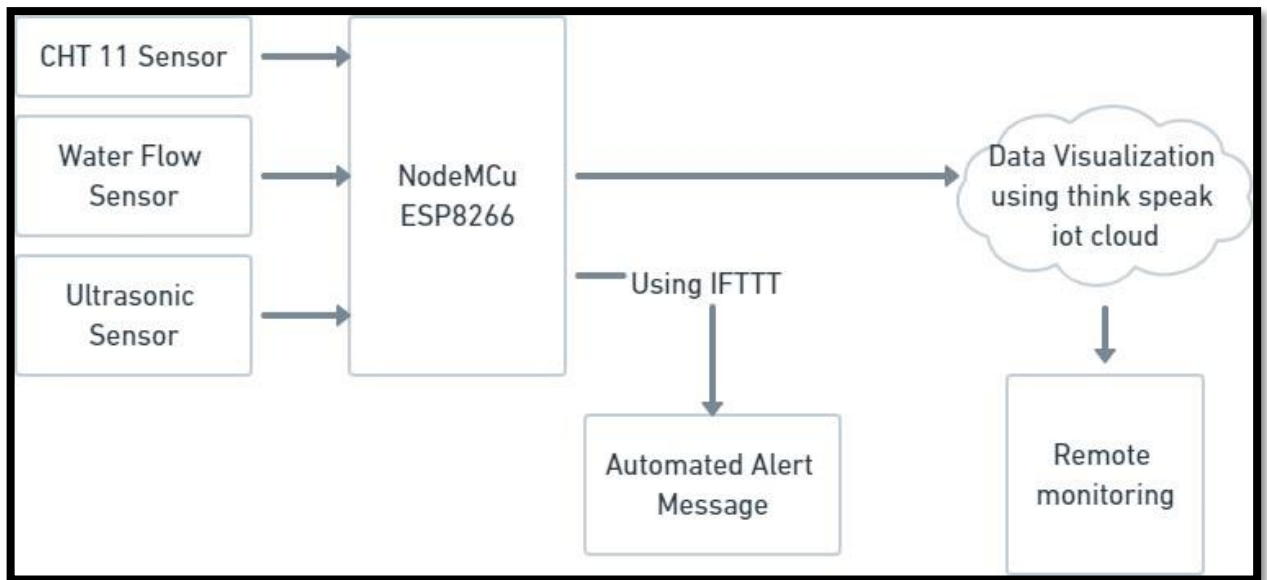 CHT 11 Sensor
Water Flow
Sensor
Ultrasonic
Sensor
NodeMCu
ESP8266
Using IFTTT
Automated Alert
Message
Data Visualization
using think speak
iot cloud
Remote
monitoring